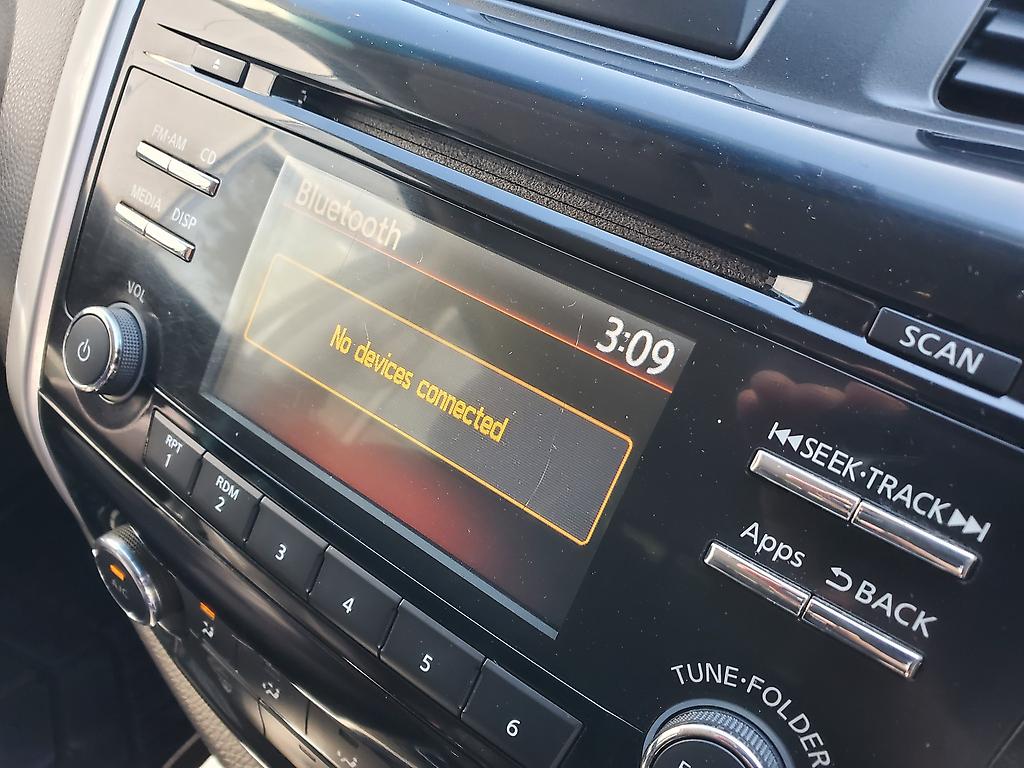 FM·AM CD
MEDIA DISP
VOL
Bluetooth
3:09
No devices connected
SCAN
SEEK·TRACK
Apps
BACK
RPT
1
RDM
2
3
4
5
6
TUNE·FOLDER